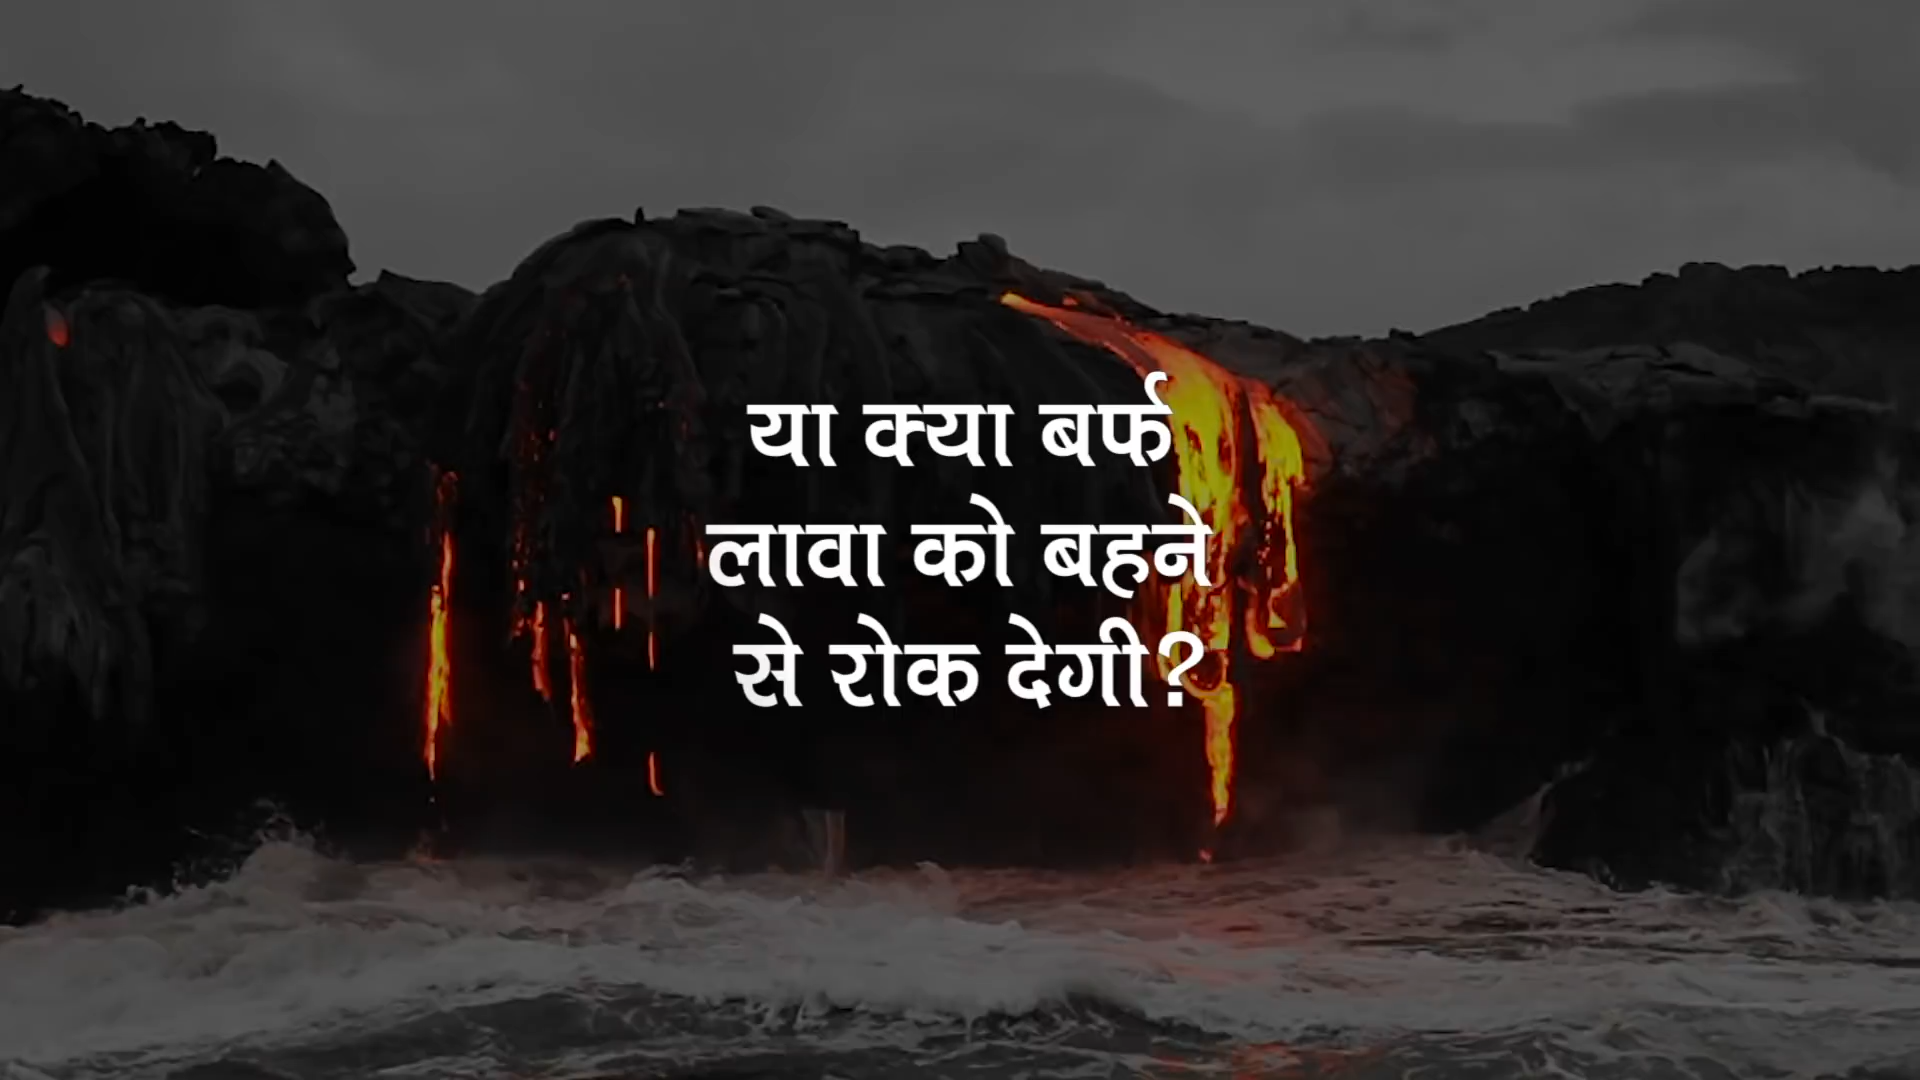 या क्या बर्फ
लावा को बहने
से रोक देगी?